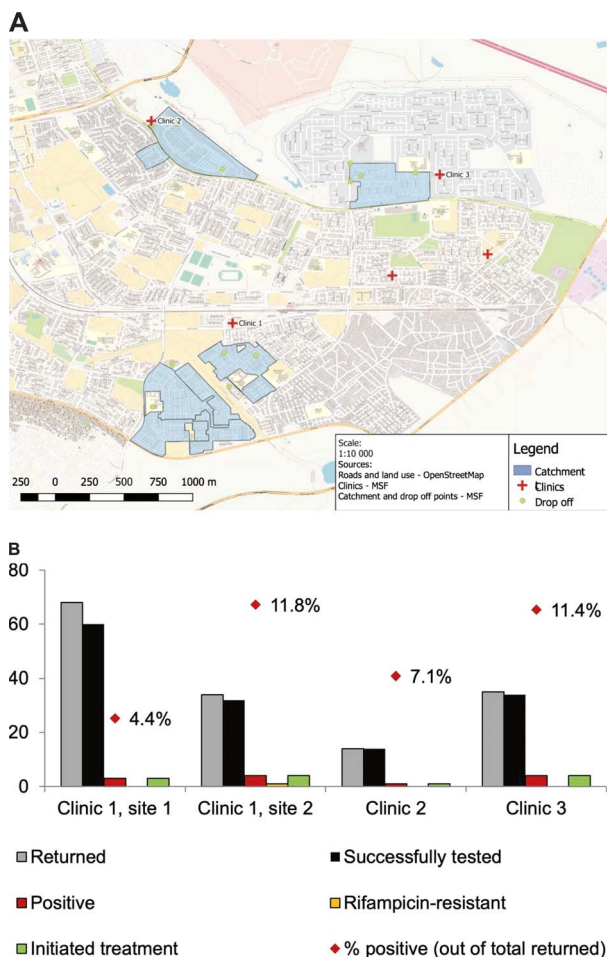 A
Clinic 2
Clinic 3
Clinic 1
250 0 250 500 750 1000 m
Scale:
1:10 000
Sources:
Roads and land use - OpenStreetMap
Clinics - MSF
Catchment and drop off points - MSF
Legend
Catchment
Clinics
Drop off
B
80
60
40
20
0
11.8%
11.4%
7.1%
4.4%
Clinic 1, site 1 Clinic 1, site 2 Clinic 2 Clinic 3
Returned Successfully tested
Positive Rifampicin-resistant
Initiated treatment % positive (out of total returned)